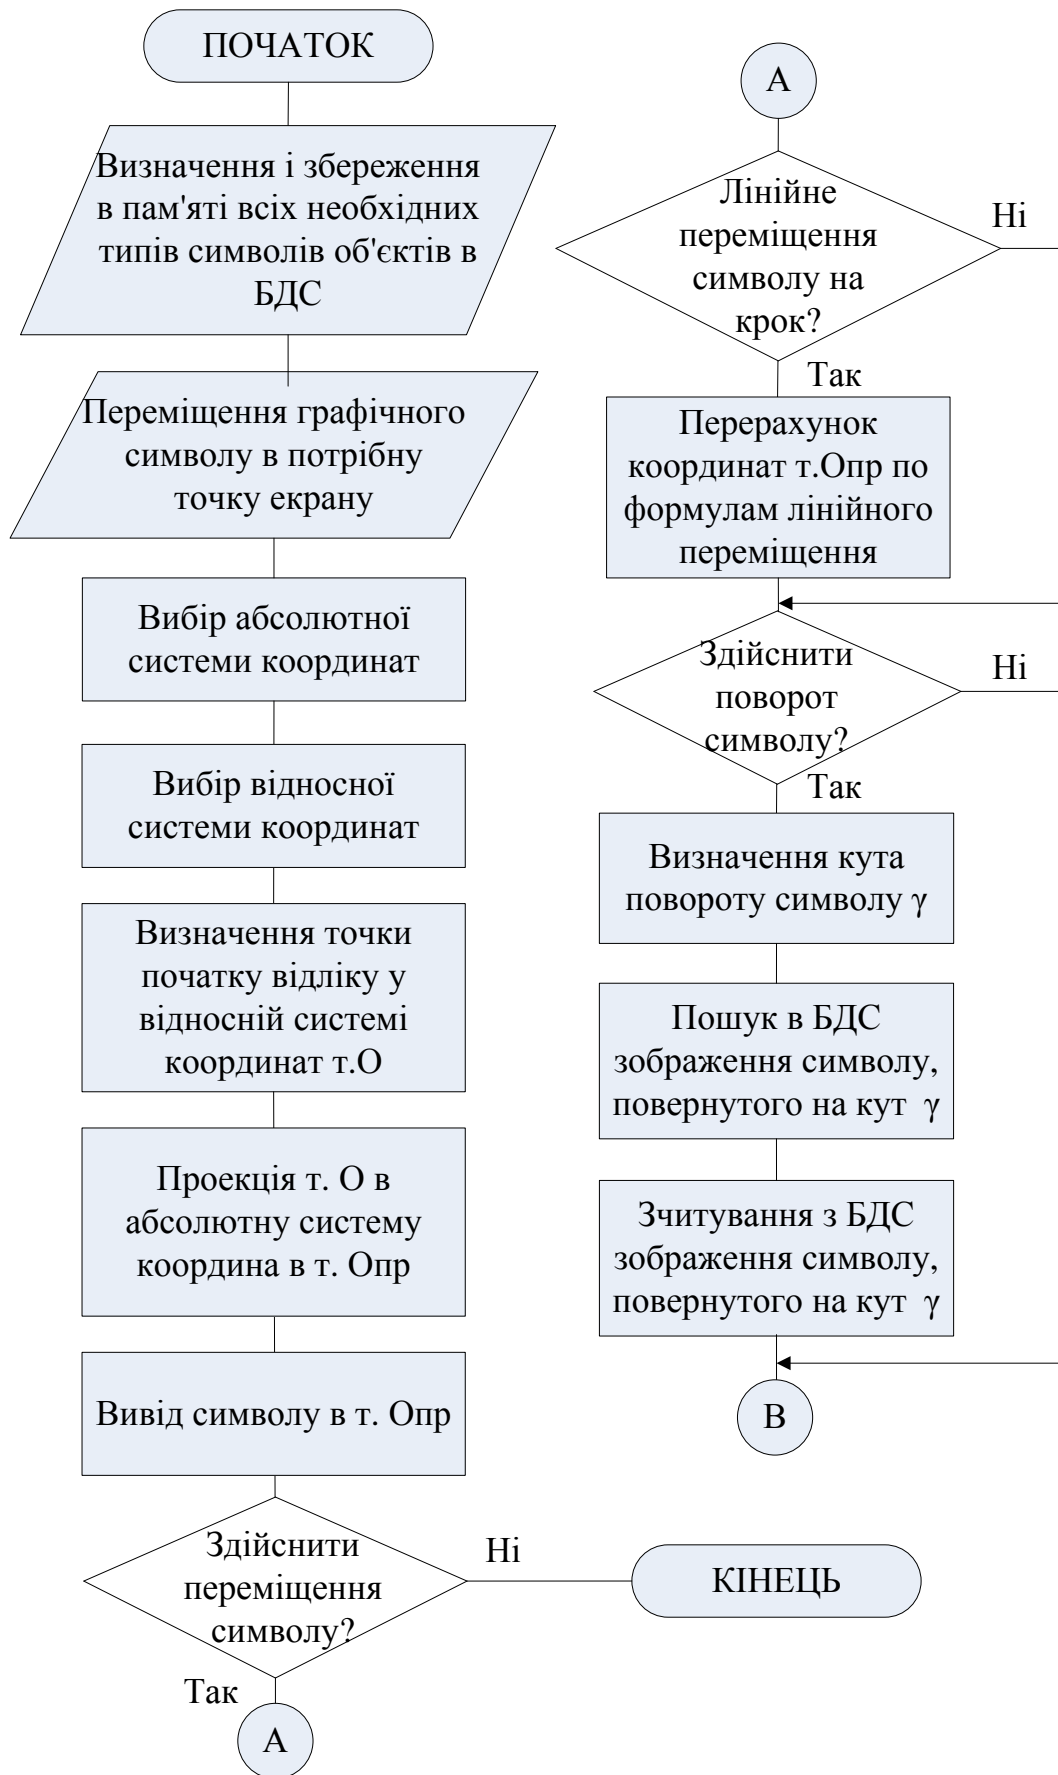 ПОЧАТОК
Визначення і збереження
в пам'яті всіх необхідних
типів символів об'єктів в
БДС
Переміщення графічного
символу в потрібну
точку екрану
Вибір абсолютної
системи координат
Вибір відносної
системи координат
Визначення точки
початку відліку у
відносній системі
координат т.О
Проекція т. О в
абсолютну систему
координа в т. Опр
Вивід символу в т. Опр
Здійснити
переміщення
символу?
Ні
КІНЕЦЬ
Так
А
А
Лінійне
переміщення
символу на
крок?
Ні
Так
Перерахунок
координат т.Опр по
формулам лінійного
переміщення
Здійснити
поворот
символу?
Ні
Так
Визначення кута
повороту символу γ
Пошук в БДС
зображення символу,
повернутого на кут γ
Зчитування з БДС
зображення символу,
повернутого на кут γ
В